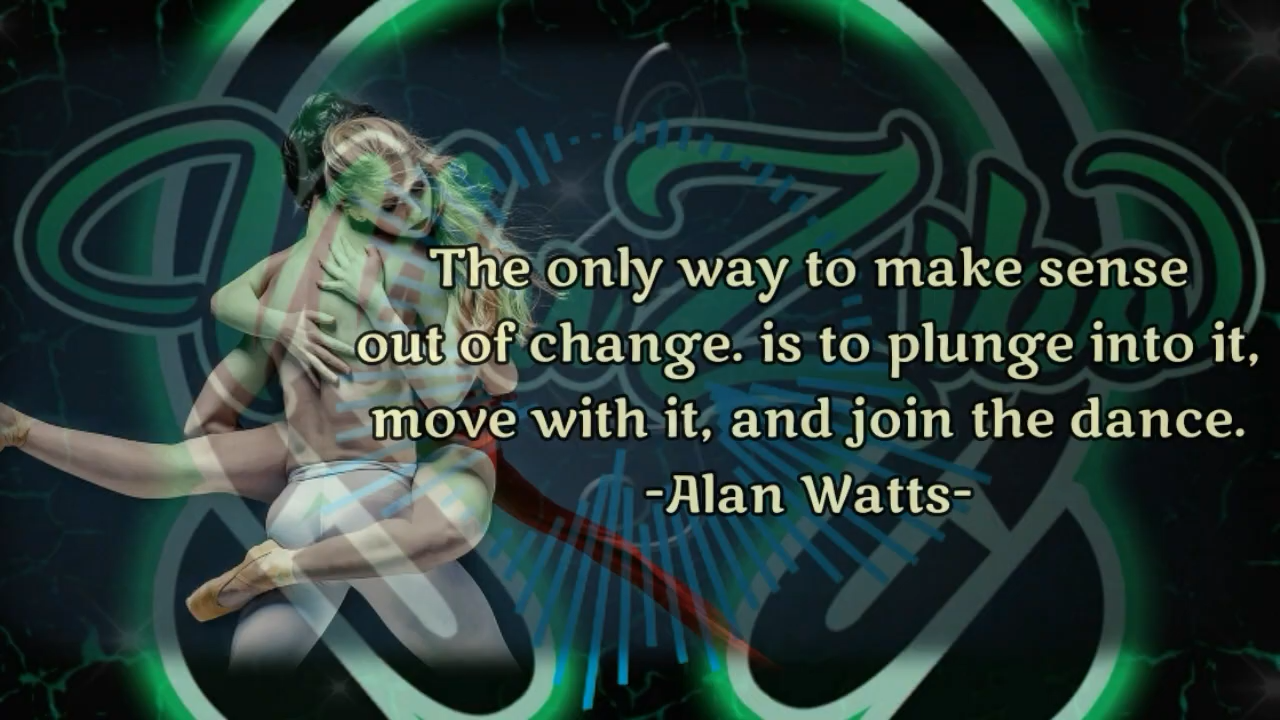 The only way to make sense
out of change. is to plunge into it,
move with it, and join the dance.
-Alan Watts-